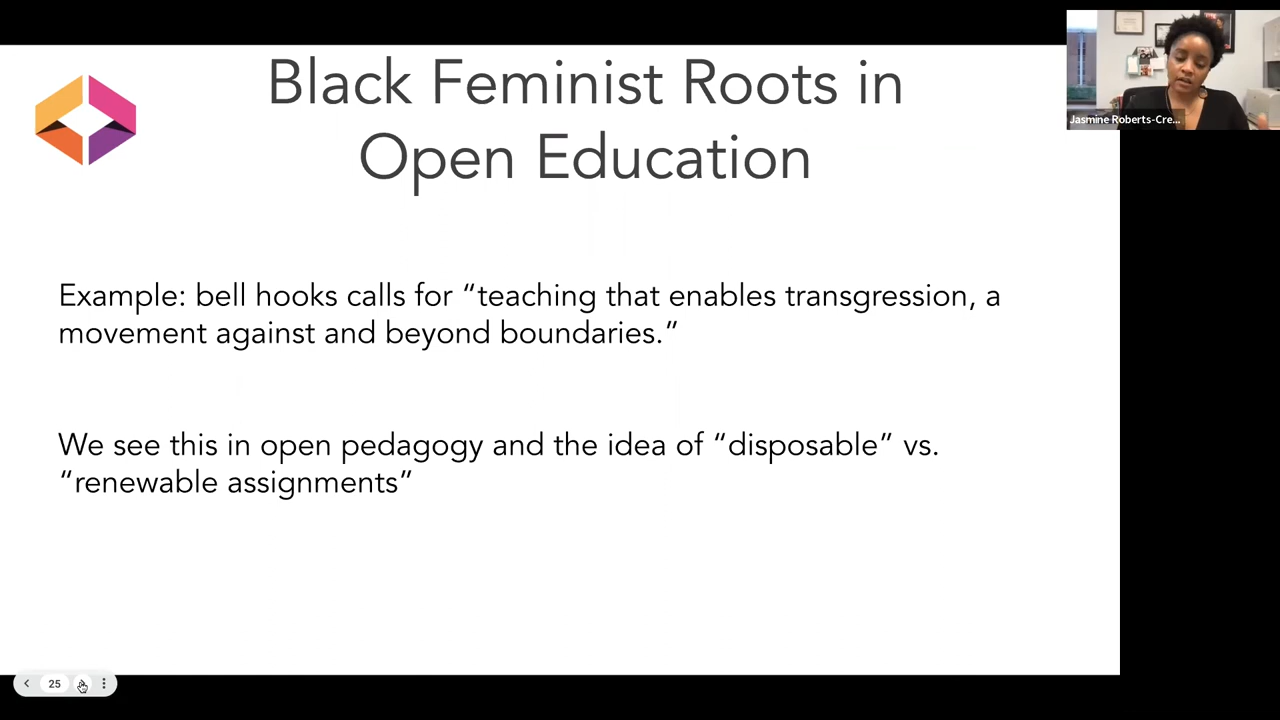 Black Feminist Roots in
Open Education
Jasmine Roberts-Cre...
Example: bell hooks calls for “teaching that enables transgression, a
movement against and beyond boundaries.”
We see this in open pedagogy and the idea of “disposable” vs.
“renewable assignments”
25